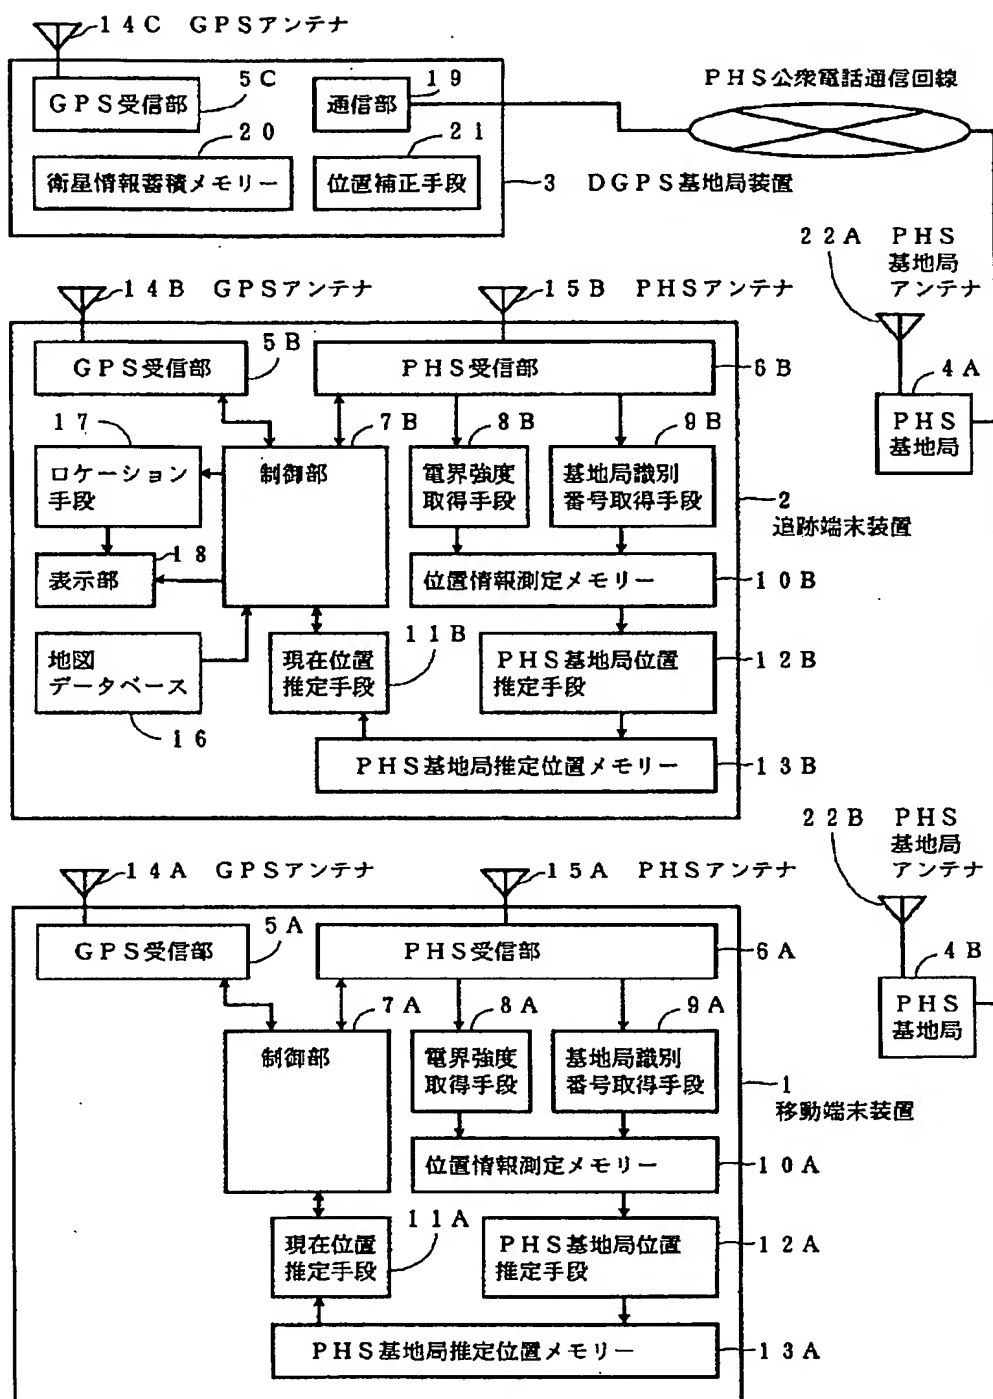 14C GPSアンテナ
GPS受信部
5C
通信部
19
PHS公衆電話通信回線
20
21
衛星情報蓄積メモリー
位置補正手段
3 DGPS基地局装置
22A PHS
基地局
アンテナ
14B GPSアンテナ
15B PHSアンテナ
GPS受信部
5B
PHS受信部
6B
4A
PHS
基地局
17
7B
8B
9B
ロケーション
手段
制御部
電界強度
取得手段
基地局識別
番号取得手段
2
追跡端末装置
18
表示部
位置情報測定メモリー
10B
11B
地図
データベース
現在位置
推定手段
PHS基地局位置
推定手段
12B
16
PHS基地局推定位置メモリー
13B
22B PHS
基地局
アンテナ
14A GPSアンテナ
15A PHSアンテナ
GPS受信部
5A
PHS受信部
6A
4B
PHS
基地局
7A
8A
9A
制御部
電界強度
取得手段
基地局識別
番号取得手段
1
移動端末装置
位置情報測定メモリー
10A
11A
現在位置
推定手段
PHS基地局位置
推定手段
12A
PHS基地局推定位置メモリー
13A